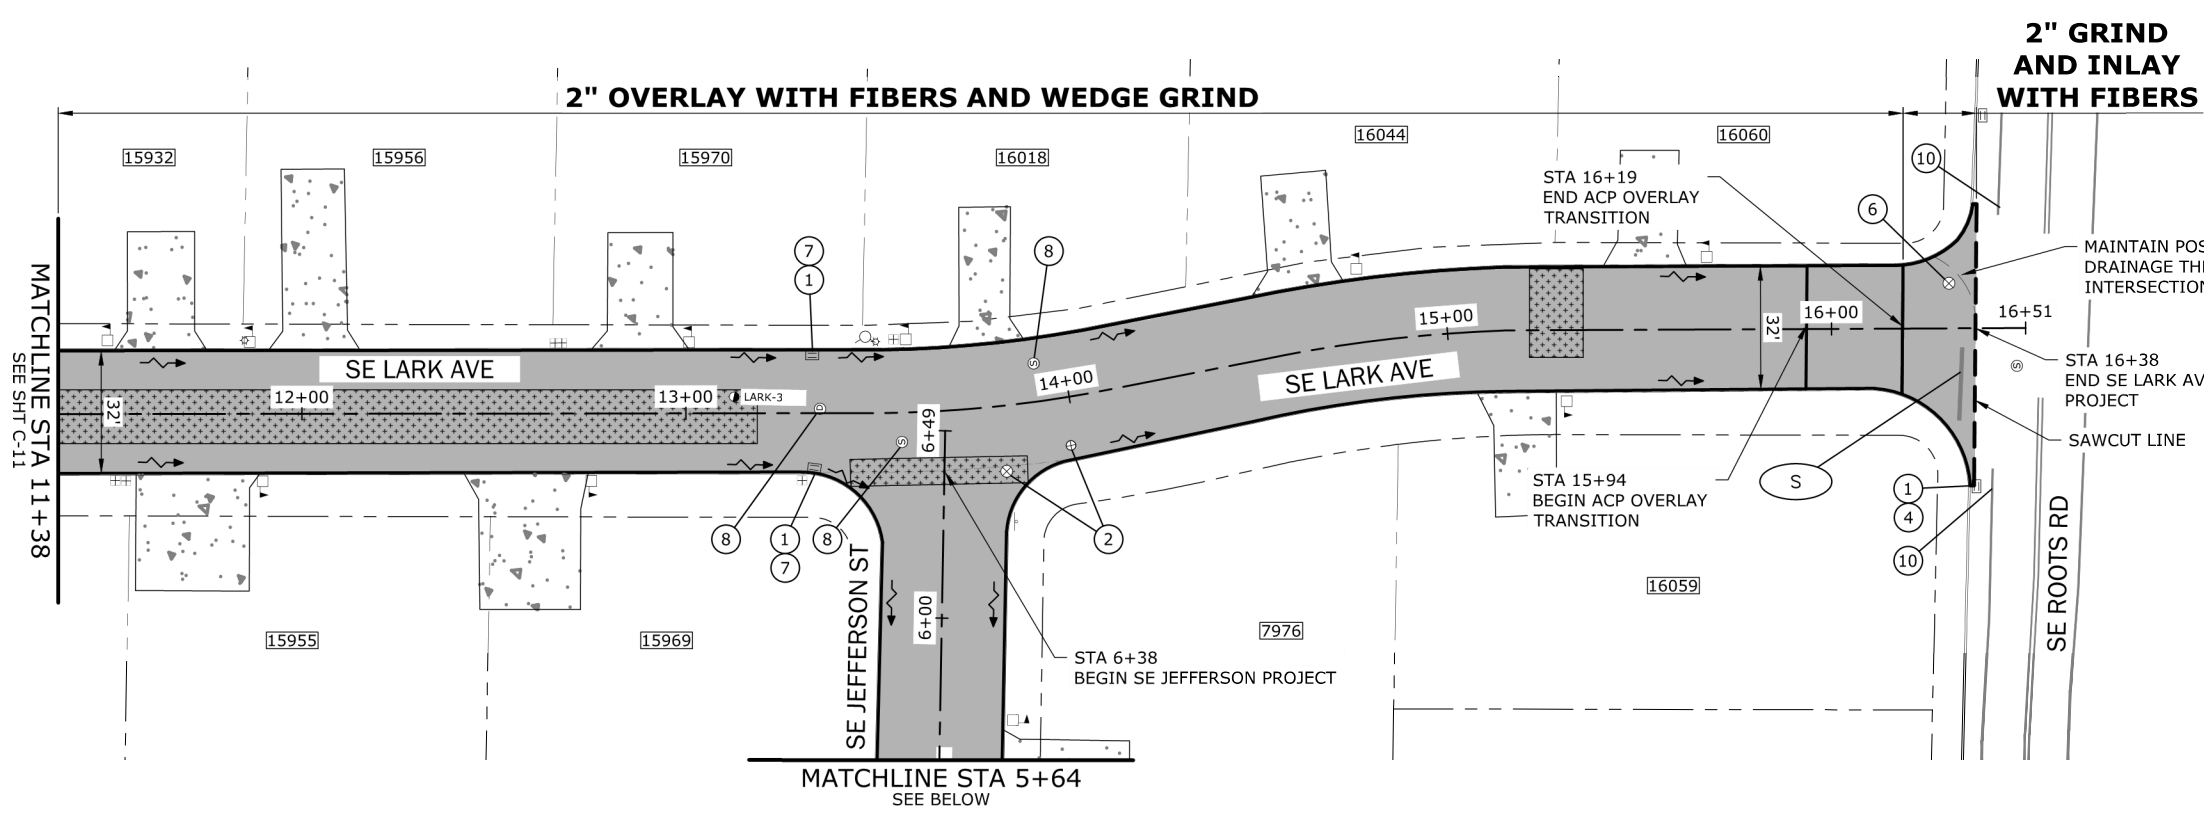 2" GRIND
AND INLAY
WITH FIBERS
2" OVERLAY WITH FIBERS AND WEDGE GRIND
15932
15956
15970
16018
16044
16060
10
STA 16+19
END ACP OVERLAY
TRANSITION
6
7
1
8
MAINTAIN POS
DRAINAGE TH
INTERSECTION
MATCHLINE STA 11+38
SEE SHT C-11
32'
SE LARK AVE
12+00
13+00
LARK-3
D
S
S
14+00
15+00
SE LARK AVE
32'
16+00
16+51
S
STA 16+38
END SE LARK AV
PROJECT
SAWCUT LINE
6+49
STA 15+94
BEGIN ACP OVERLAY
TRANSITION
S
1
4
10
8
1
7
8
2
SE JEFFERSON ST
6+00
SE ROOTS RD
15955
15969
7976
16059
STA 6+38
BEGIN SE JEFFERSON PROJECT
MATCHLINE STA 5+64
SEE BELOW